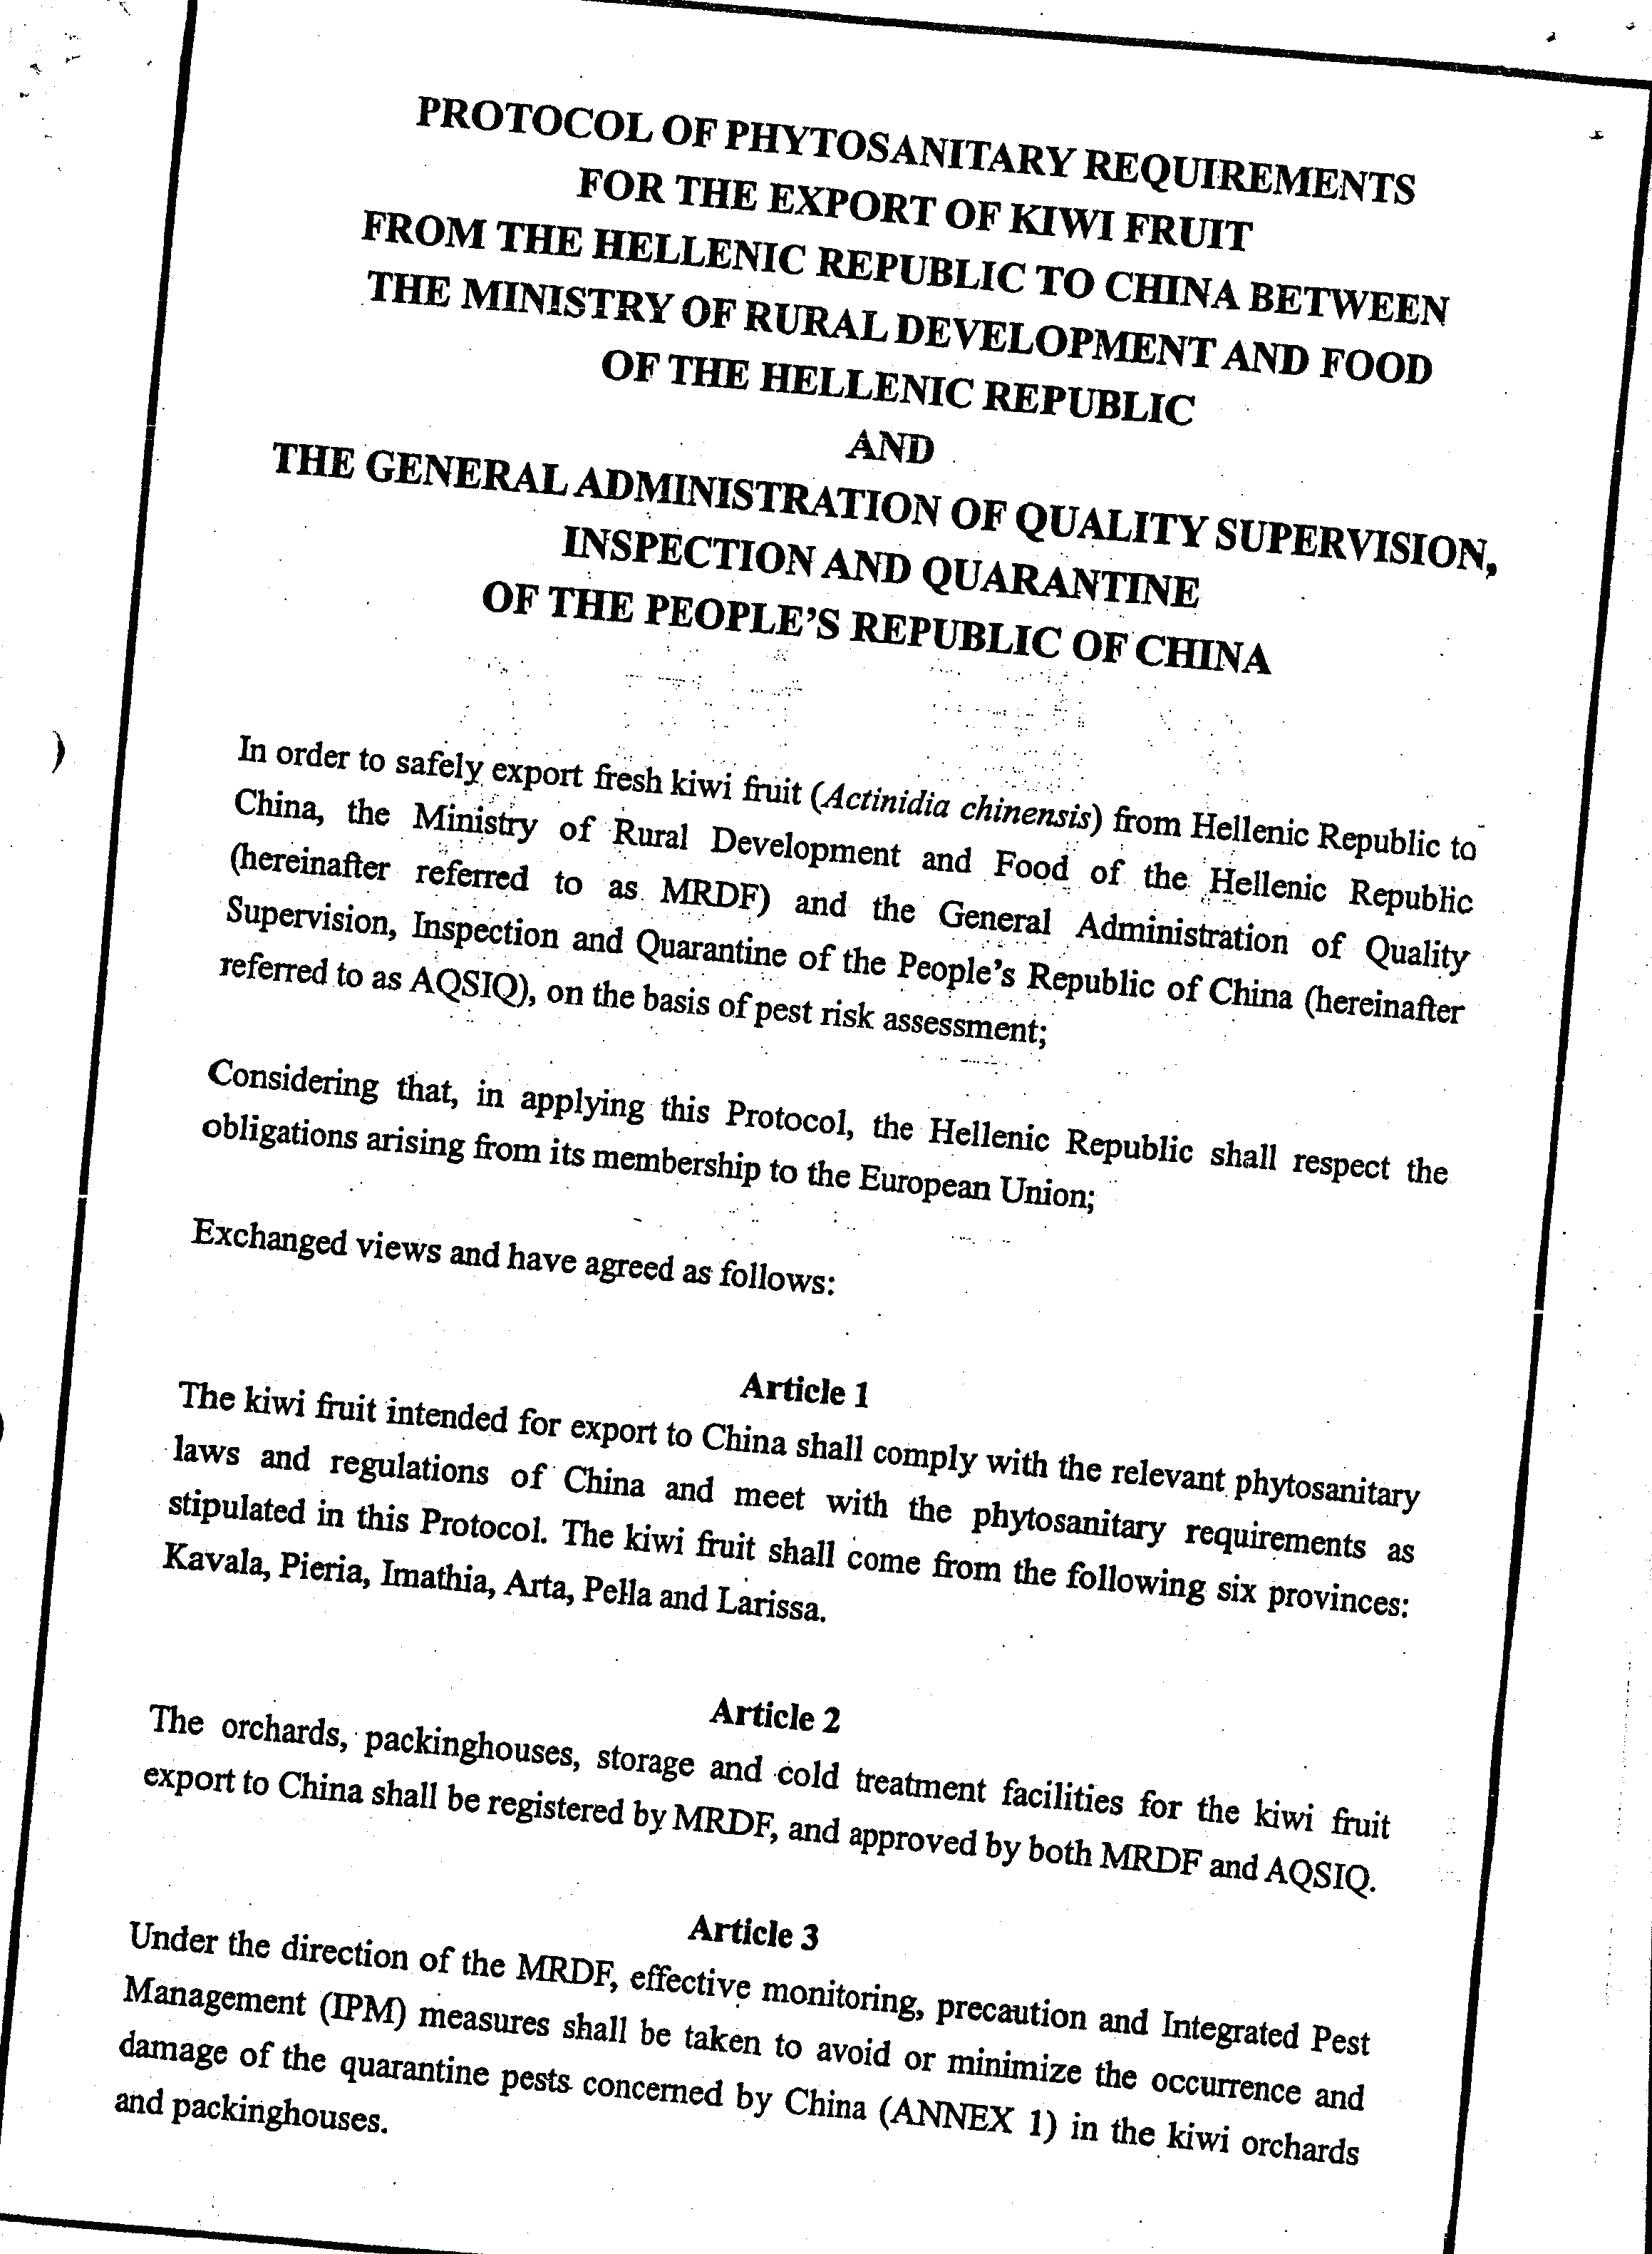 PROTOCOL OF PHYTOSANITARY REQUIREMENTS
FOR THE EXPORT OF KIWI FRUIT
FROM THE HELLENIC REPUBLIC TO CHINA BETWEEN
THE MINISTRY OF RURAL DEVELOPMENT AND FOOD
OF THE HELLENIC REPUBLIC
AND
THE GENERAL ADMINISTRATION OF QUALITY SUPERVISION,
INSPECTION AND QUARANTINE
OF THE PEOPLE'S REPUBLIC OF CHINA
In order to safely export fresh kiwi fruit (Actinidia chinensis) from Hellenic Republic to
China, the Ministry of Rural Development and Food of the Hellenic Republic
(hereinafter referred to as MRDF) and the General Administration of Quality
Supervision, Inspection and Quarantine of the People's Republic of China (hereinafter
referred to as AQSIQ), on the basis of pest risk assessment;
Considering that, in applying this Protocol, the Hellenic Republic shall respect the
obligations arising from its membership to the European Union;
Exchanged views and have agreed as follows:
Article 1
The kiwi fruit intended for export to China shall comply with the relevant phytosanitary
laws and regulations of China and meet with the phytosanitary requirements as
stipulated in this Protocol. The kiwi fruit shall come from the following six provinces:
Kavala, Pieria, Imathia, Arta, Pella and Larissa.
Article 2
The orchards, packinghouses, storage and cold treatment facilities for the kiwi fruit
export to China shall be registered by MRDF, and approved by both MRDF and AQSIQ.
Article 3
Under the direction of the MRDF, effective monitoring, precaution and Integrated Pest
Management (IPM) measures shall be taken to avoid or minimize the occurrence and
damage of the quarantine pests concerned by China (ANNEX 1) in the kiwi orchards
and packinghouses.